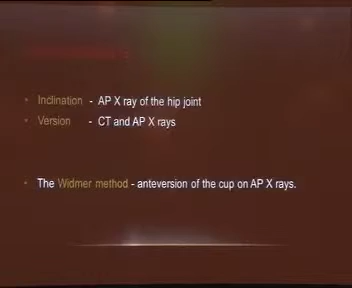 • Inclination - AP X ray of the hip joint
• Version - CT and AP X rays
• The Widmer method - anteversion of the cup on AP X rays.